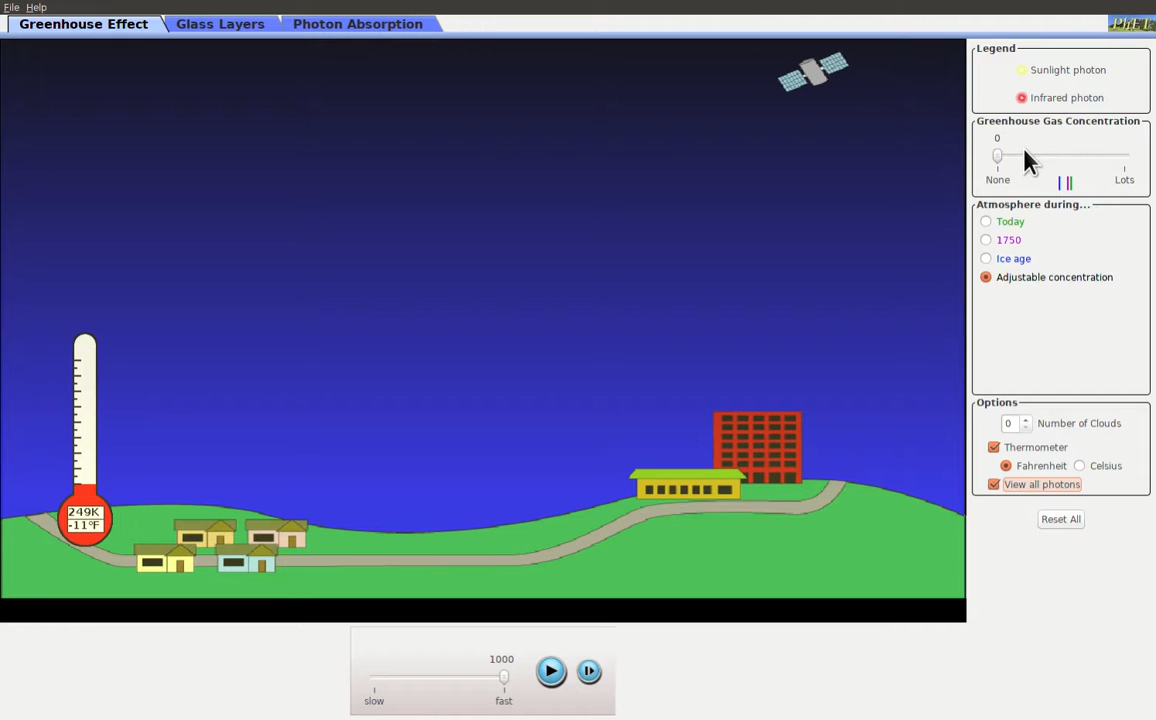 File Help
Greenhouse Effect Glass Layers Photon Absorption PhET
Legend
Sunlight photon
Infrared photon
Greenhouse Gas Concentration
0
None Lots
Atmosphere during...
Today
1750
Ice age
Adjustable concentration
Options
0 Number of Clouds
Thermometer
Fahrenheit Celsius
View all photons
Reset All
249K
-11°F
1000
slow fast